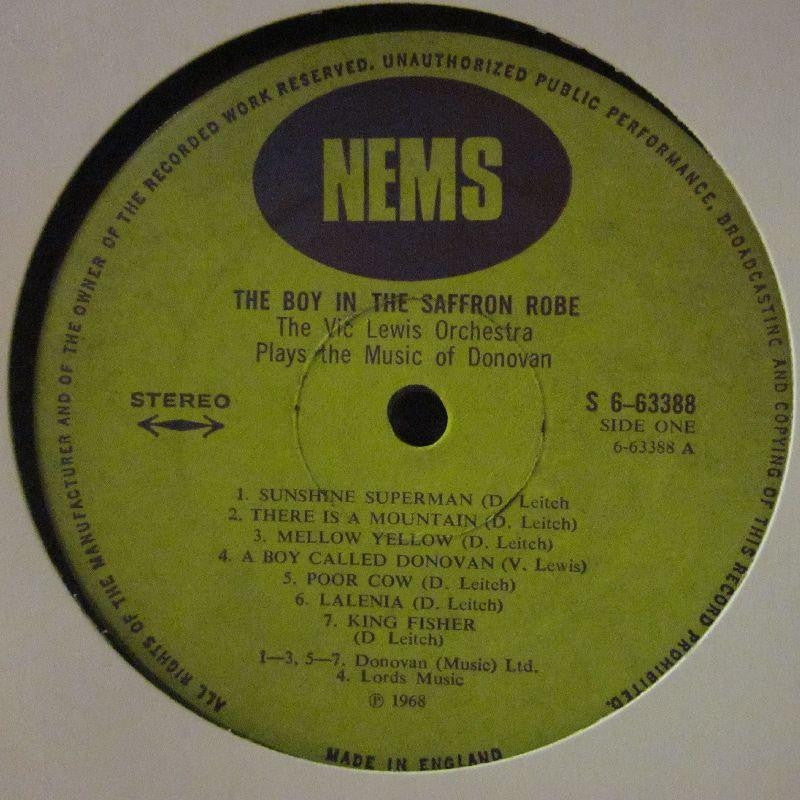 ALL RIGHTS OF THE MANUFACTURER AND OF THE OWNER OF THE RECORDED WORK RESERVED. UNAUTHORIZED PUBLIC PERFORMANCE, BROADCASTING AND COPYING OF THIS RECORD PROHIBITED.
NEMS
THE BOY IN THE SAFFRON ROBE
The Vic Lewis Orchestra
Plays the Music of Donovan
STEREO
S 6-63388
SIDE ONE
6-63388 A
1. SUNSHINE SUPERMAN (D. Leitch
2. THERE IS A MOUNTAIN (D. Leitch)
3. MELLOW YELLOW (D. Leitch)
4. A BOY CALLED DONOVAN (V. Lewis)
5. POOR COW (D. Leitch)
6. LALENIA (D. Leitch)
7. KING FISHER
(D Leitch)
1—3, 5—7. Donovan (Music) Ltd.
4. Lords Music
℗ 1968
MADE IN ENGLAND